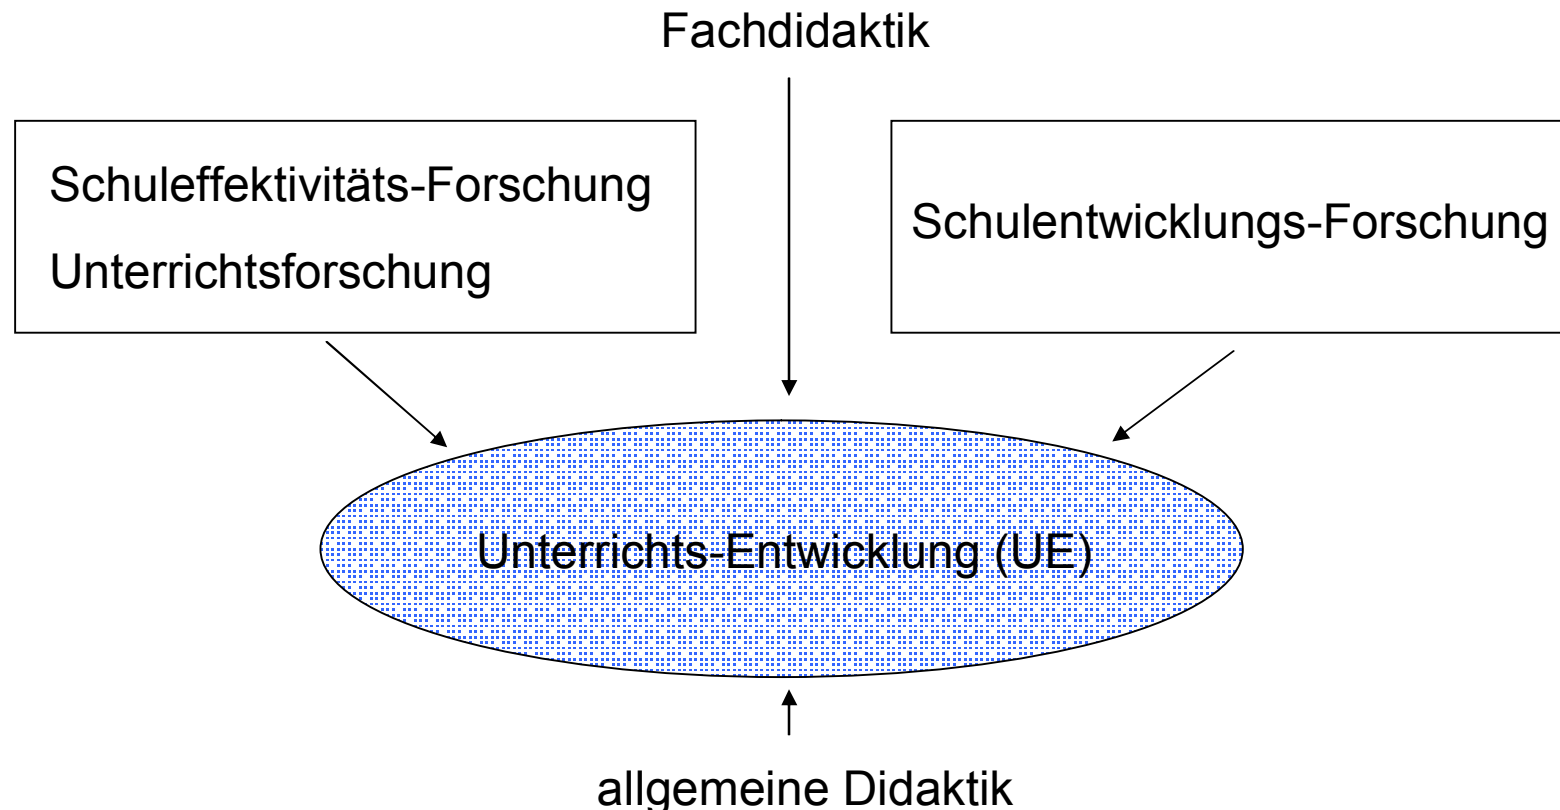 Fachdidaktik
Schuleffektivitäts-Forschung
Unterrichtsforschung
Schulentwicklungs-Forschung
Unterrichts-Entwicklung (UE)
allgemeine Didaktik